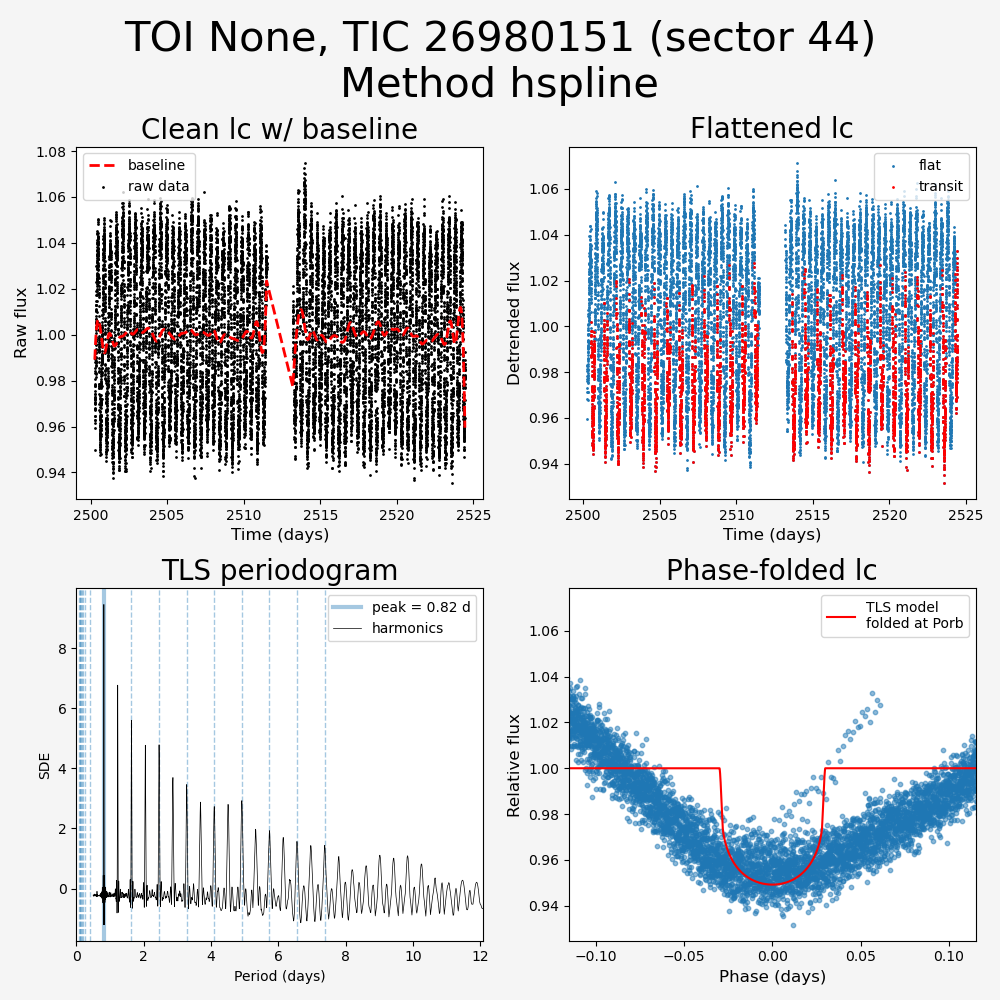 TOI None, TIC 26980151 (sector 44)
Method hspline
Clean lc w/ baseline
1.08
1.06
1.04
1.02
1.00
0.98
0.96
0.94
Raw flux
baseline
raw data
2500
2505
2510
2515
2520
2525
Time (days)
Flattened lc
1.06
1.04
1.02
1.00
0.98
0.96
0.94
Detrended flux
flat
transit
2500
2505
2510
2515
2520
2525
Time (days)
TLS periodogram
8
6
4
2
0
SDE
peak = 0.82 d
harmonics
0
2
4
6
8
10
12
Period (days)
Phase-folded lc
1.06
1.04
1.02
1.00
0.98
0.96
0.94
Relative flux
TLS model
folded at Porb
−0.10
−0.05
0.00
0.05
0.10
Phase (days)